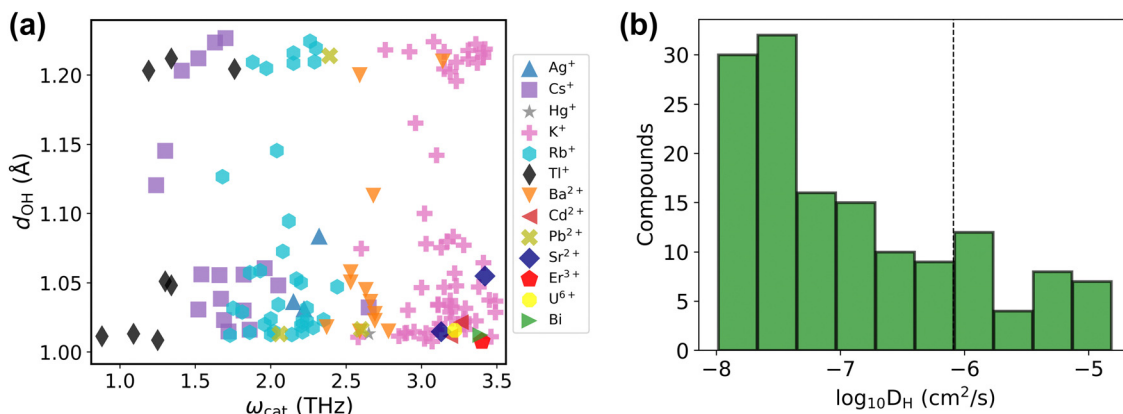 (a)
d_OH (Å)
1.20
1.15
1.10
1.05
1.00
1.0 1.5 2.0 2.5 3.0 3.5
ω_cat (THz)
Ag⁺
Cs⁺
Hg⁺
K⁺
Rb⁺
Tl⁺
Ba²⁺
Cd²⁺
Pb²⁺
Sr²⁺
Er³⁺
U⁶⁺
Bi
(b)
Compounds
30
25
20
15
10
5
0
−8 −7 −6 −5
log₁₀D_H (cm²/s)